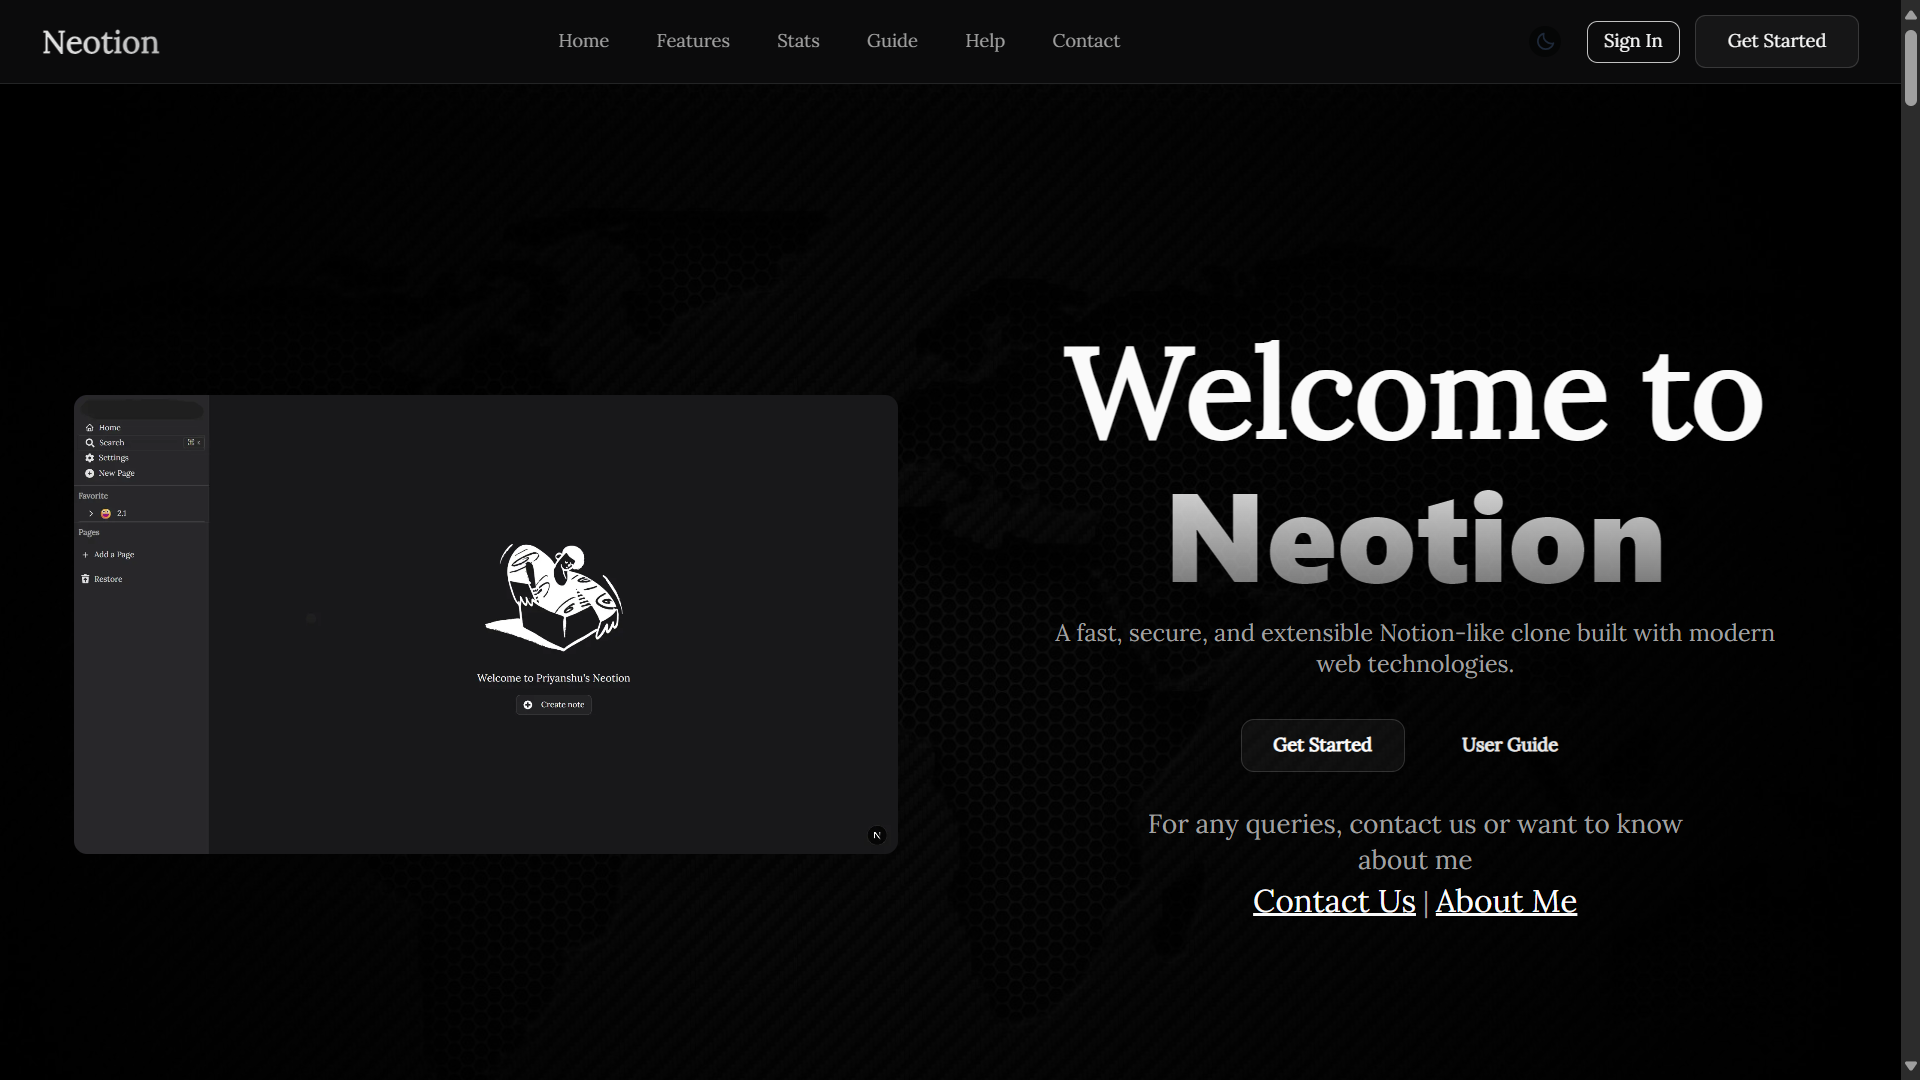 Neotion
Home
Features
Stats
Guide
Help
Contact
Sign In
Get Started
Home
Search
Settings
New Page
Favorite
2.1
Pages
+ Add a Page
Restore
Welcome to Priyanshu's Neotion
Create note
N
Welcome to
Neotion
A fast, secure, and extensible Notion-like clone built with modern
web technologies.
Get Started
User Guide
For any queries, contact us or want to know
about me
Contact Us | About Me